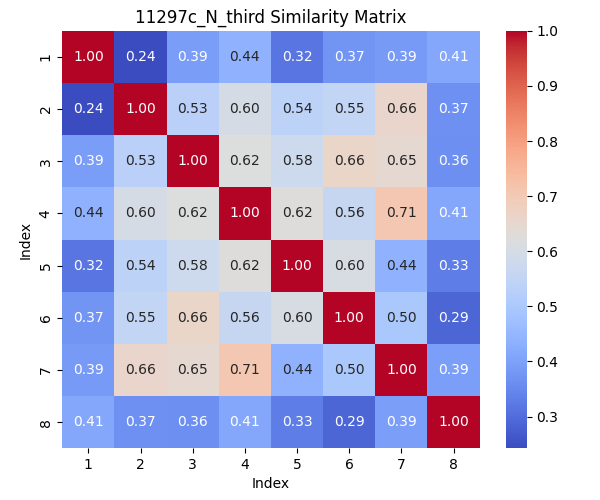 11297c_N_third Similarity Matrix
1 1.00 0.24 0.39 0.44 0.32 0.37 0.39 0.41
2 0.24 1.00 0.53 0.60 0.54 0.55 0.66 0.37
3 0.39 0.53 1.00 0.62 0.58 0.66 0.65 0.36
4 0.44 0.60 0.62 1.00 0.62 0.56 0.71 0.41
5 0.32 0.54 0.58 0.62 1.00 0.60 0.44 0.33
6 0.37 0.55 0.66 0.56 0.60 1.00 0.50 0.29
7 0.39 0.66 0.65 0.71 0.44 0.50 1.00 0.39
8 0.41 0.37 0.36 0.41 0.33 0.29 0.39 1.00
1 2 3 4 5 6 7 8
Index
Index
1.0
0.9
0.8
0.7
0.6
0.5
0.4
0.3